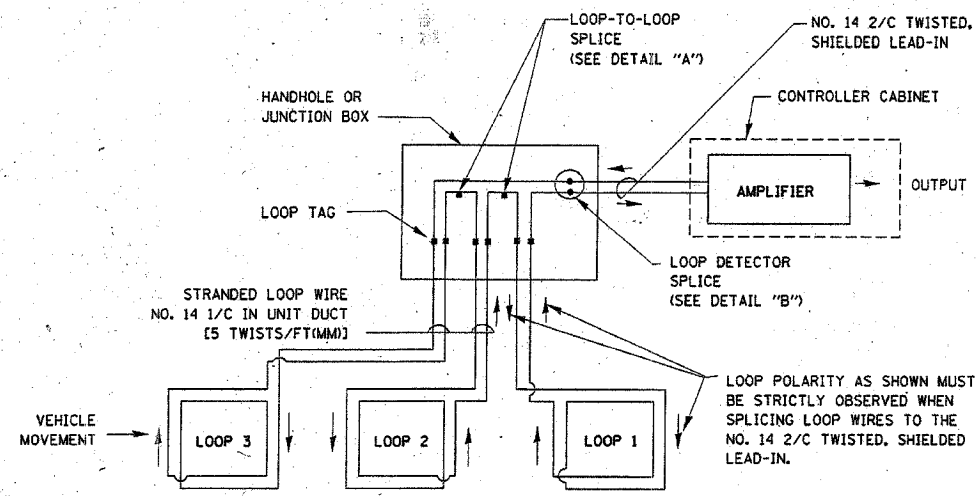 LOOP-TO-LOOP
SPLICE
(SEE DETAIL "A")
NO. 14 2/C TWISTED,
SHIELDED LEAD-IN
HANDHOLE OR
JUNCTION BOX
CONTROLLER CABINET
AMPLIFIER
OUTPUT
LOOP TAG
LOOP DETECTOR
SPLICE
(SEE DETAIL "B")
STRANDED LOOP WIRE
NO. 14 1/C IN UNIT DUCT
[5 TWISTS/FT(MM)]
LOOP POLARITY AS SHOWN MUST
BE STRICTLY OBSERVED WHEN
SPLICING LOOP WIRES TO THE
NO. 14 2/C TWISTED, SHIELDED
LEAD-IN.
VEHICLE
MOVEMENT
LOOP 3
LOOP 2
LOOP 1